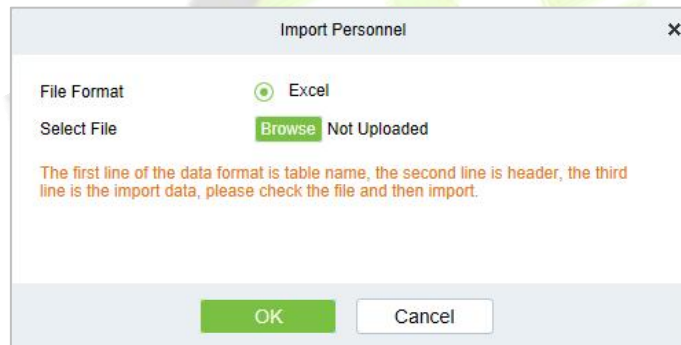 Import Personnel ×
File Format Excel
Select File Browse Not Uploaded
The first line of the data format is table name, the second line is header, the third
line is the import data, please check the file and then import.
OK Cancel